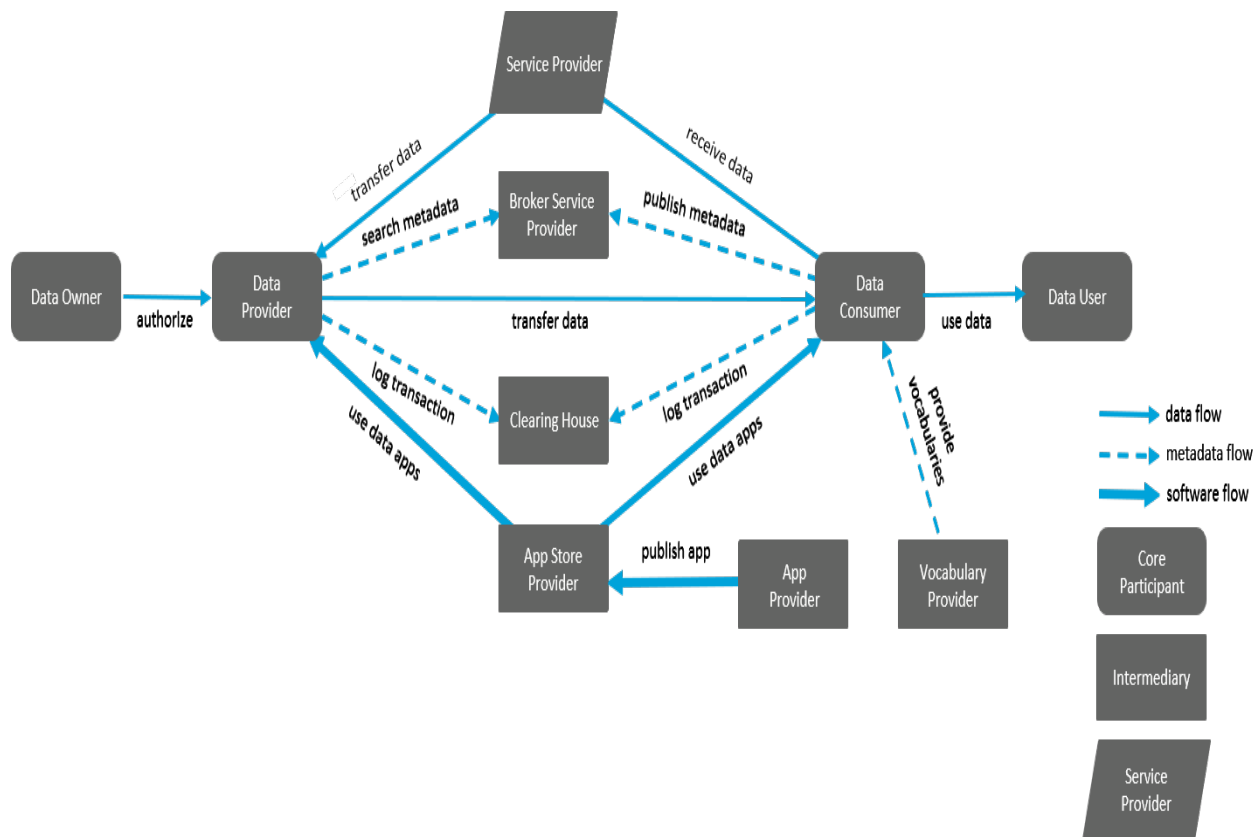 Service Provider
transfer data
receive data
Broker Service
Provider
search metadata
publish metadata
Data Owner
authorize
Data
Provider
transfer data
Data
Consumer
use data
Data User
log transaction
Clearing House
log transaction
use data apps
use data apps
provide
vocabularies
App Store
Provider
publish app
App
Provider
Vocabulary
Provider
data flow
metadata flow
software flow
Core
Participant
Intermediary
Service
Provider